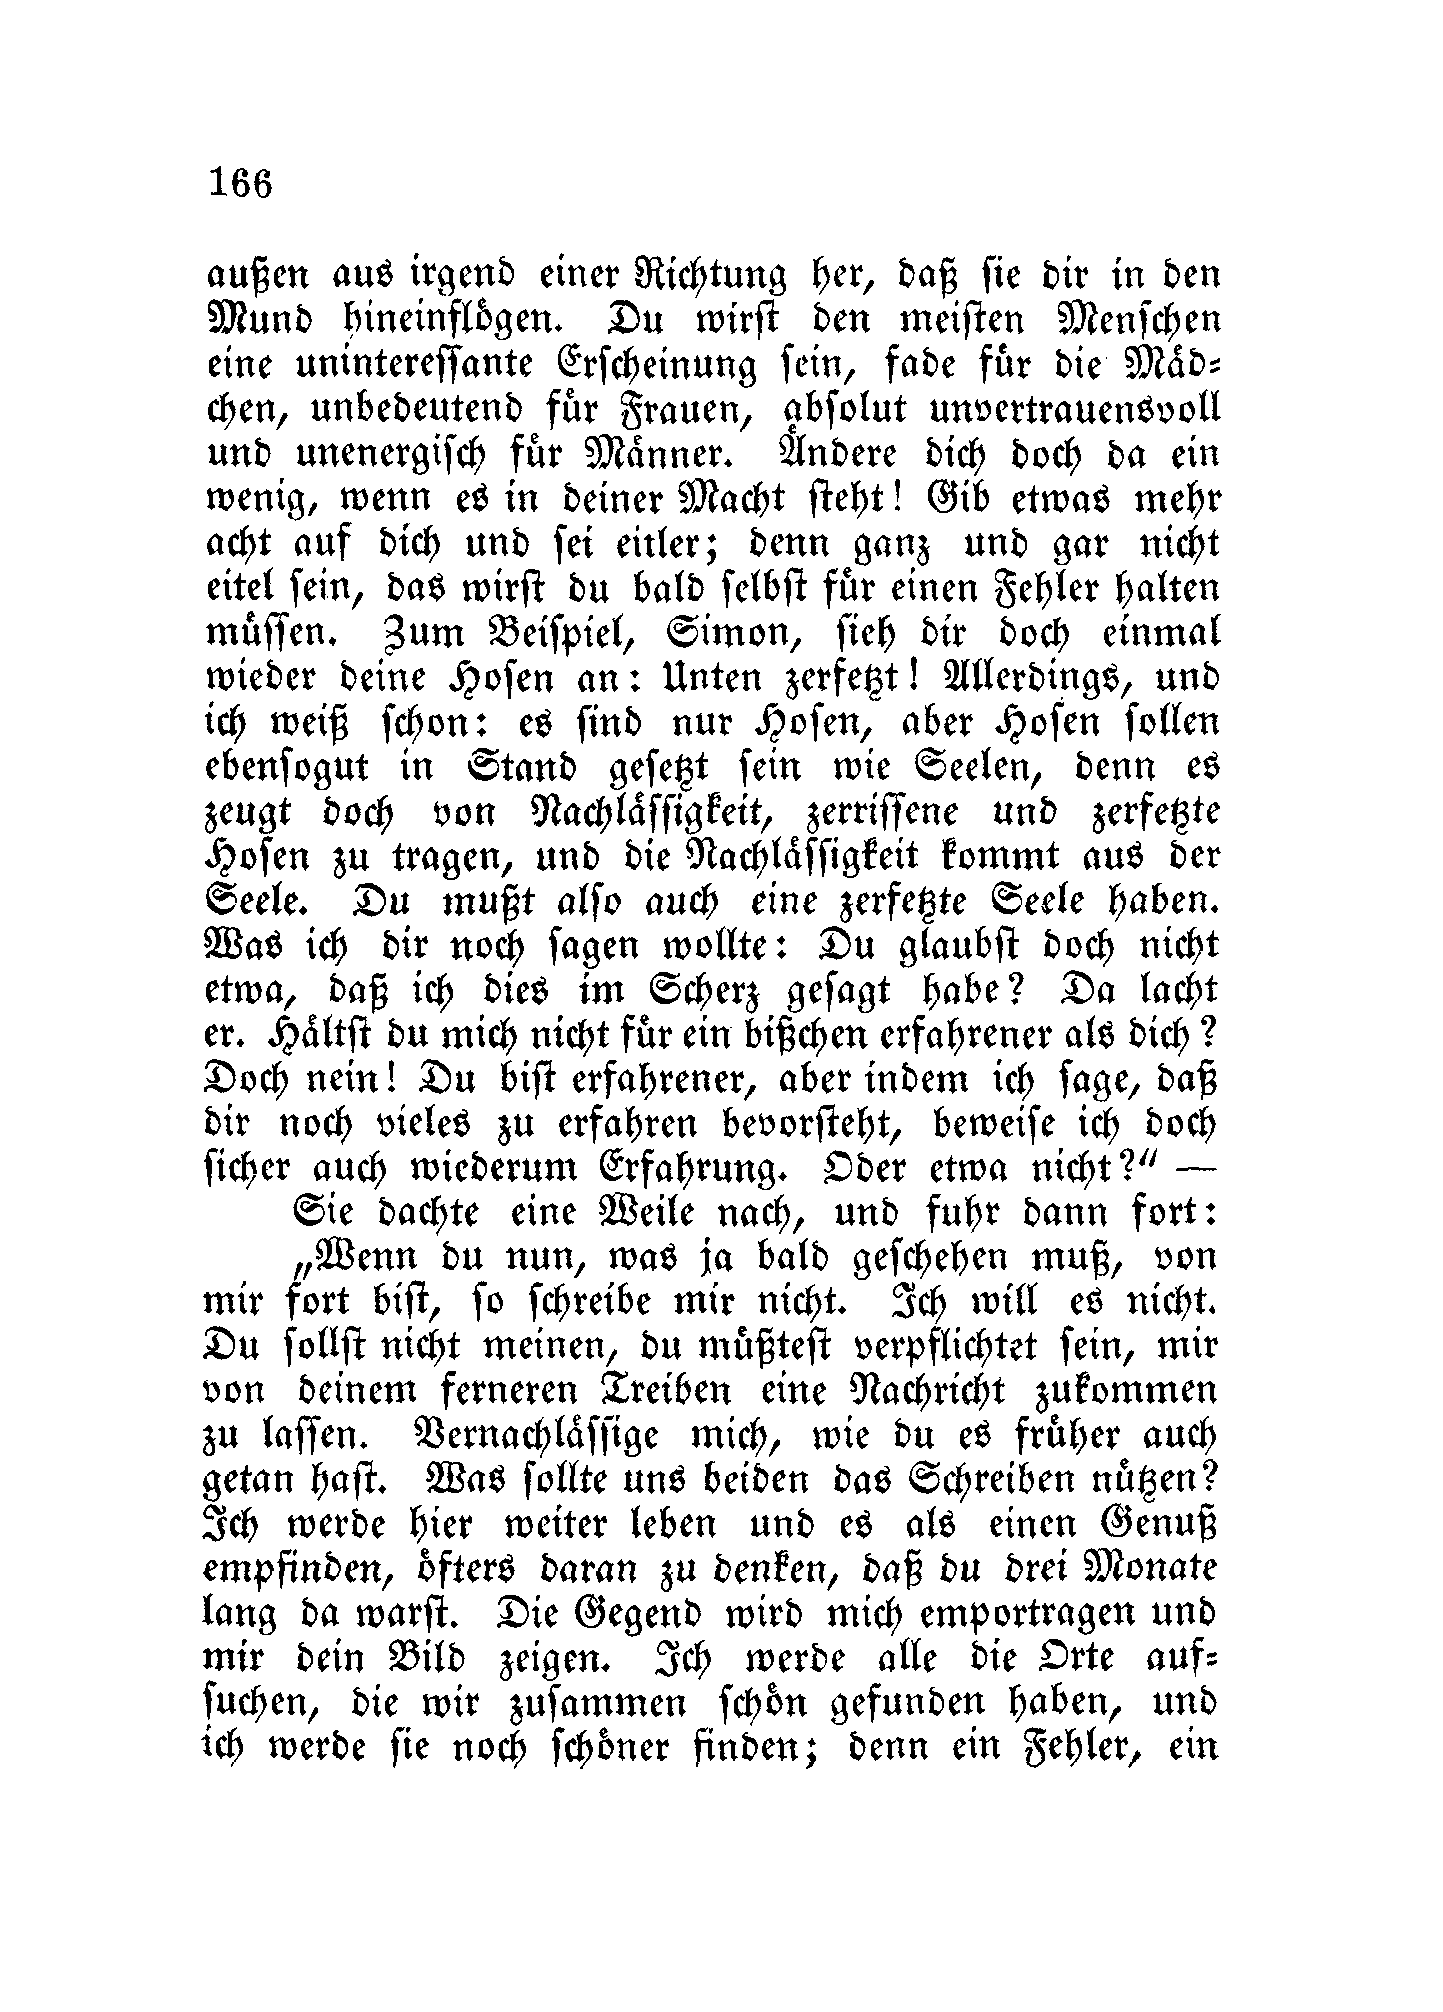 166
außen aus irgend einer Richtung her, daß sie dir in den
Mund hineinflögen. Du wirst den meisten Menschen
eine uninteressante Erscheinung sein, fade für die Mäd-
chen, unbedeutend für Frauen, absolut unvertrauensvoll
und unenergisch für Männer. Ändere dich doch da ein
wenig, wenn es in deiner Macht steht! Gib etwas mehr
acht auf dich und sei eitler; denn ganz und gar nicht
eitel sein, das wirst du bald selbst für einen Fehler halten
müssen. Zum Beispiel, Simon, sieh dir doch einmal
wieder deine Hosen an: Unten zerfetzt! Allerdings, und
ich weiß schon: es sind nur Hosen, aber Hosen sollen
ebensogut in Stand gesetzt sein wie Seelen, denn es
zeugt doch von Nachlässigkeit, zerrissene und zerfetzte
Hosen zu tragen, und die Nachlässigkeit kommt aus der
Seele. Du mußt also auch eine zerfetzte Seele haben.
Was ich dir noch sagen wollte: Du glaubst doch nicht
etwa, daß ich dies im Scherz gesagt habe? Da lacht
er. Hältst du mich nicht für ein bißchen erfahrener als dich?
Doch nein! Du bist erfahrener, aber indem ich sage, daß
dir noch vieles zu erfahren bevorsteht, beweise ich doch
sicher auch wiederum Erfahrung. Oder etwa nicht?“ —
Sie dachte eine Weile nach, und fuhr dann fort:
„Wenn du nun, was ja bald geschehen muß, von
mir fort bist, so schreibe mir nicht. Ich will es nicht.
Du sollst nicht meinen, du müßtest verpflichtet sein, mir
von deinem ferneren Treiben eine Nachricht zukommen
zu lassen. Vernachlässige mich, wie du es früher auch
getan hast. Was sollte uns beiden das Schreiben nützen?
Ich werde hier weiter leben und es als einen Genuß
empfinden, öfters daran zu denken, daß du drei Monate
lang da warst. Die Gegend wird mich emportragen und
mir dein Bild zeigen. Ich werde alle die Orte auf-
suchen, die wir zusammen schön gefunden haben, und
ich werde sie noch schöner finden; denn ein Fehler, ein